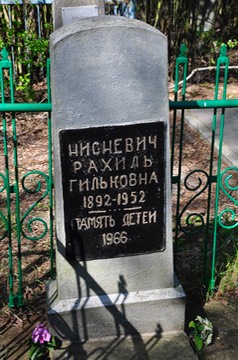 НИСНЕВИЧ
РАХИЛЬ
ГИЛЬКОВНА
1892-1952
ПАМЯТЬ ДЕТЕЙ
1966